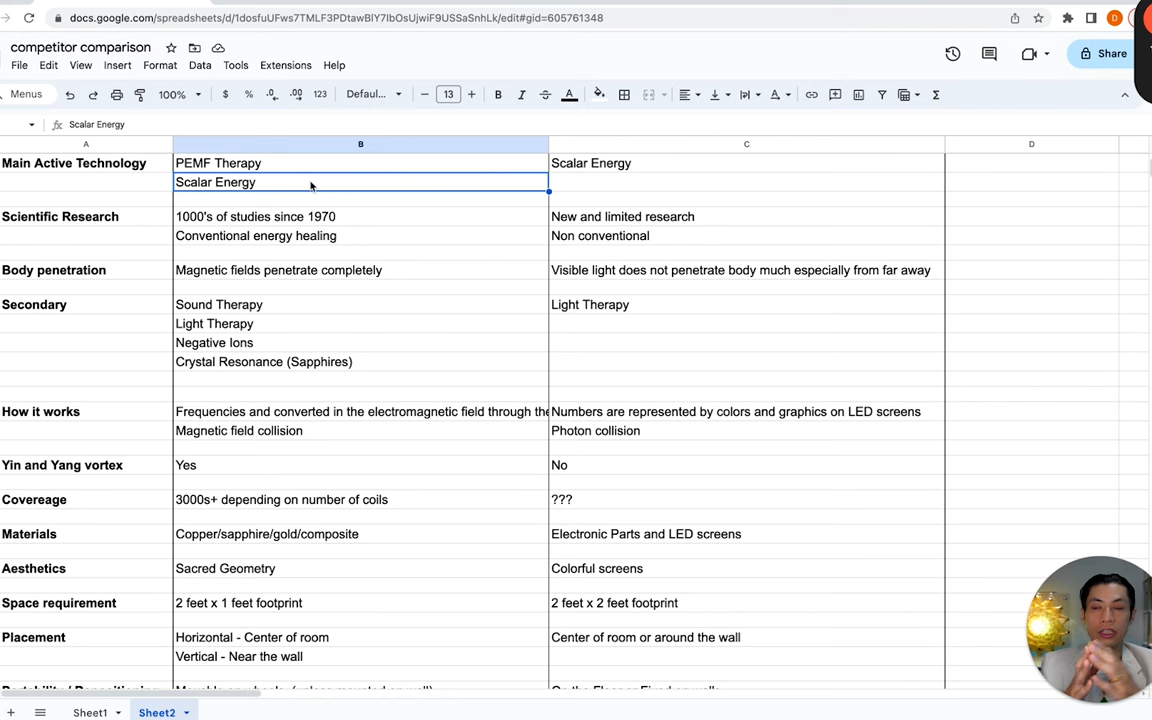 docs.google.com/spreadsheets/d/1dosfuUFws7TMLF3PDtawBlY7IbOsUjwiF9USSaSnhLk/edit#gid=605761348
competitor comparison
File Edit View Insert Format Data Tools Extensions Help
Share
Menus 100% $ % .0 .00 123 Defaul... 13 B I A
Scalar Energy
A B C D
Main Active Technology PEMF Therapy Scalar Energy
Scalar Energy
Scientific Research 1000's of studies since 1970 New and limited research
Conventional energy healing Non conventional
Body penetration Magnetic fields penetrate completely Visible light does not penetrate body much especially from far away
Secondary Sound Therapy Light Therapy
Light Therapy
Negative Ions
Crystal Resonance (Sapphires)
How it works Frequencies and converted in the electromagnetic field through the Numbers are represented by colors and graphics on LED screens
Magnetic field collision Photon collision
Yin and Yang vortex Yes No
Covereage 3000s+ depending on number of coils ???
Materials Copper/sapphire/gold/composite Electronic Parts and LED screens
Aesthetics Sacred Geometry Colorful screens
Space requirement 2 feet x 1 feet footprint 2 feet x 2 feet footprint
Placement Horizontal - Center of room Center of room or around the wall
Vertical - Near the wall
Sheet1 Sheet2